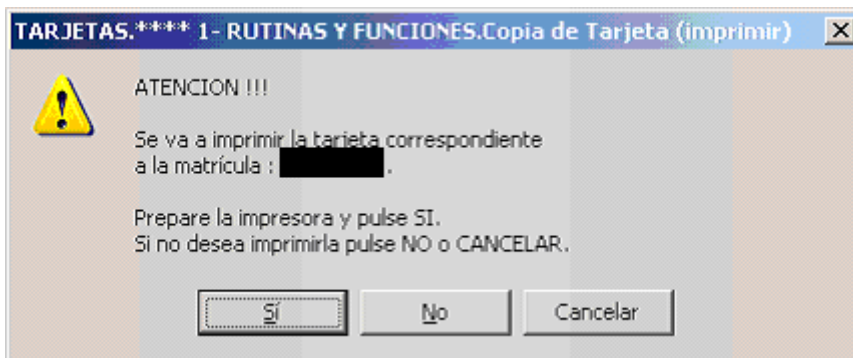 TARJETAS.**** 1- RUTINAS Y FUNCIONES.Copia de Tarjeta (imprimir)
ATENCION !!!
Se va a imprimir la tarjeta correspondiente
a la matrícula : .
Prepare la impresora y pulse SI.
Si no desea imprimirla pulse NO o CANCELAR.
Sí
No
Cancelar